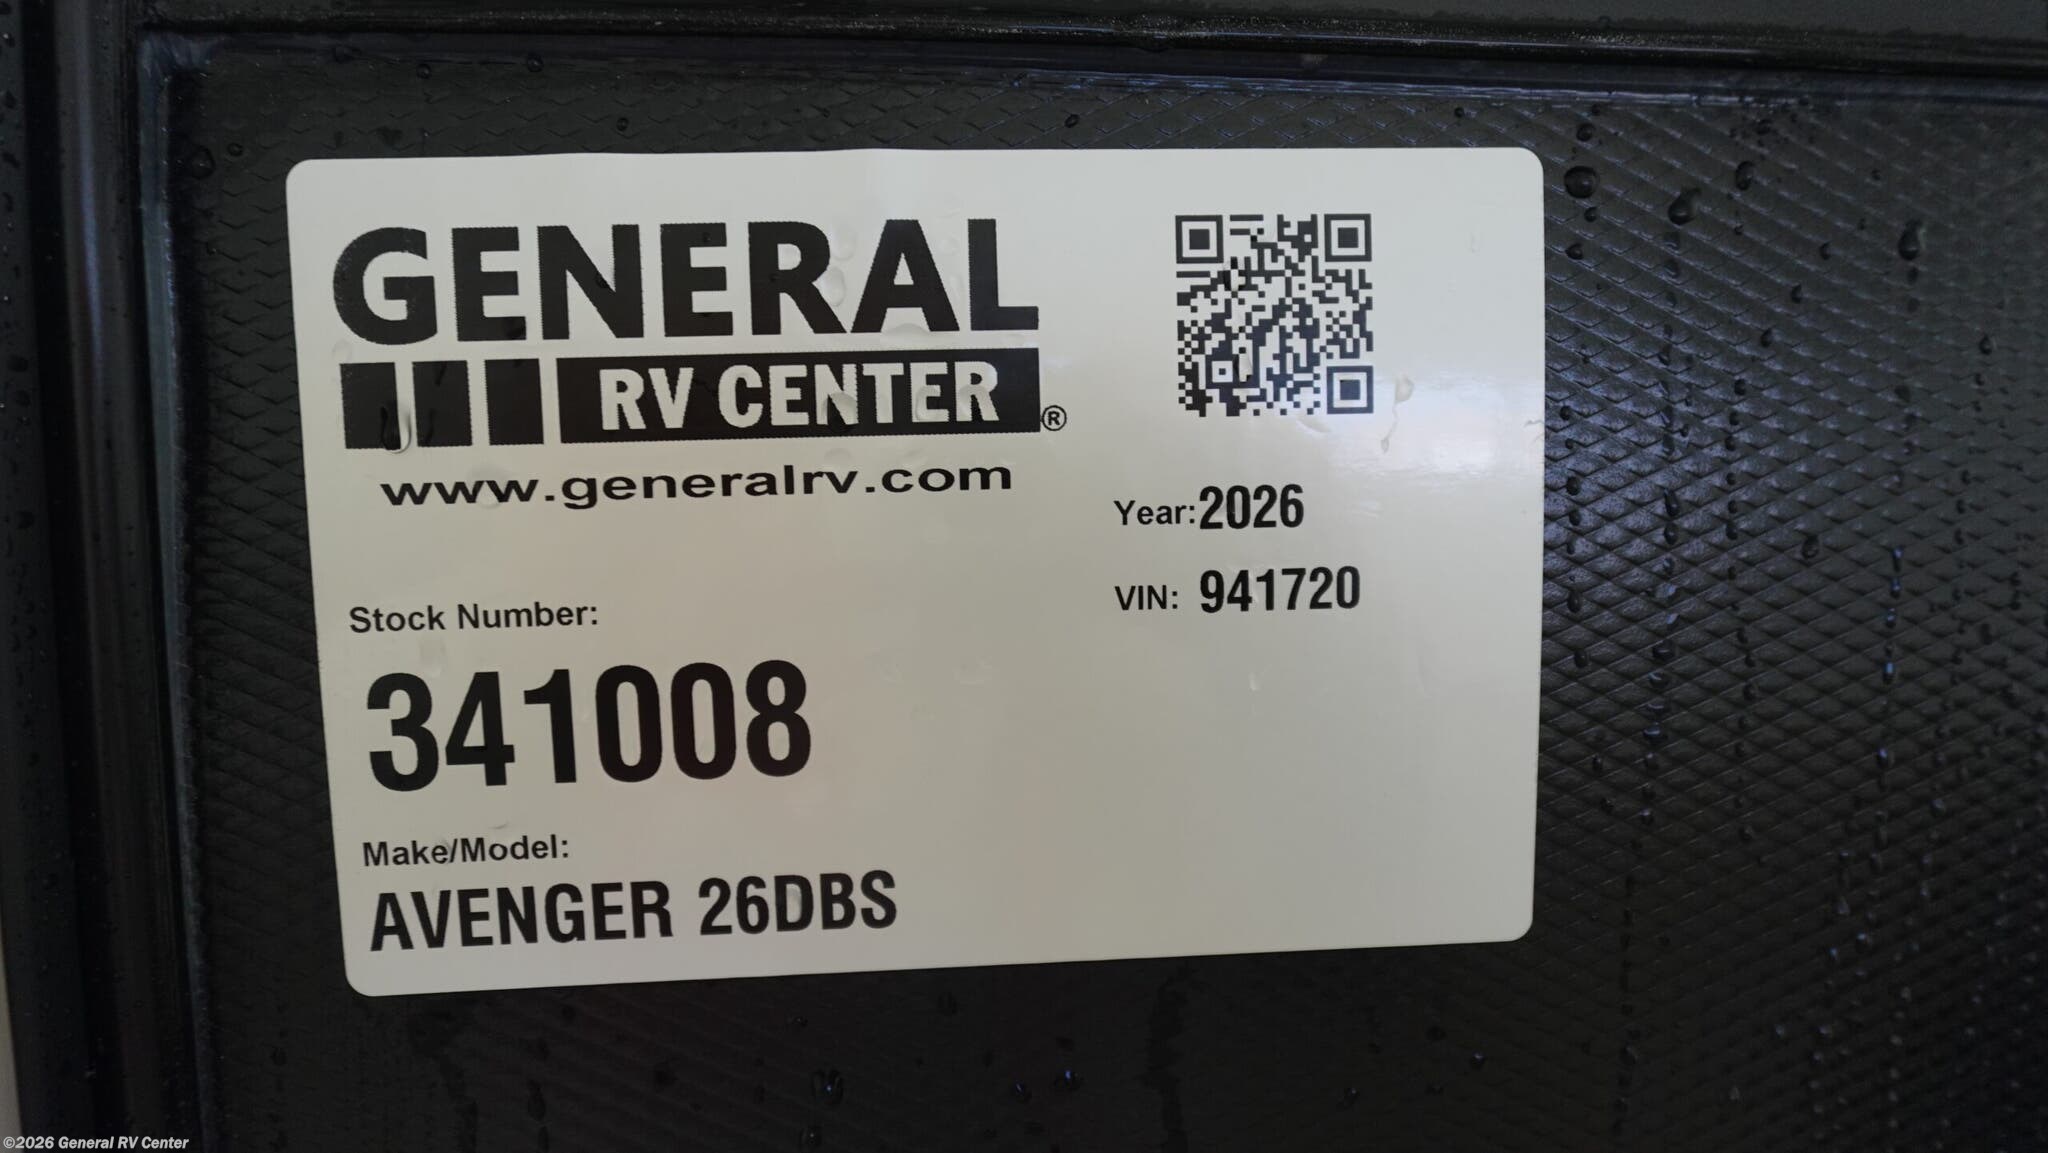 GENERAL
RV CENTER®
www.generalrv.com
Year: 2026
VIN: 941720
Stock Number:
341008
Make/Model:
AVENGER 26DBS
©2026 General RV Center